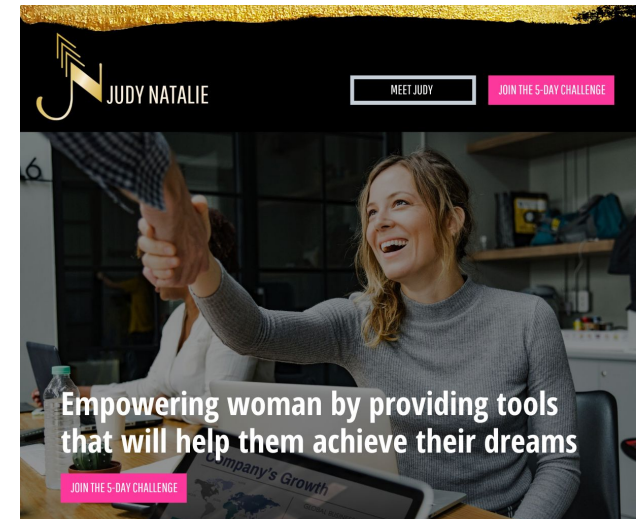 JUDY NATALIE
MEET JUDY
JOIN THE 5-DAY CHALLENGE
6
Empowering woman by providing tools
that will help them achieve their dreams
JOIN THE 5-DAY CHALLENGE
Company's Growth